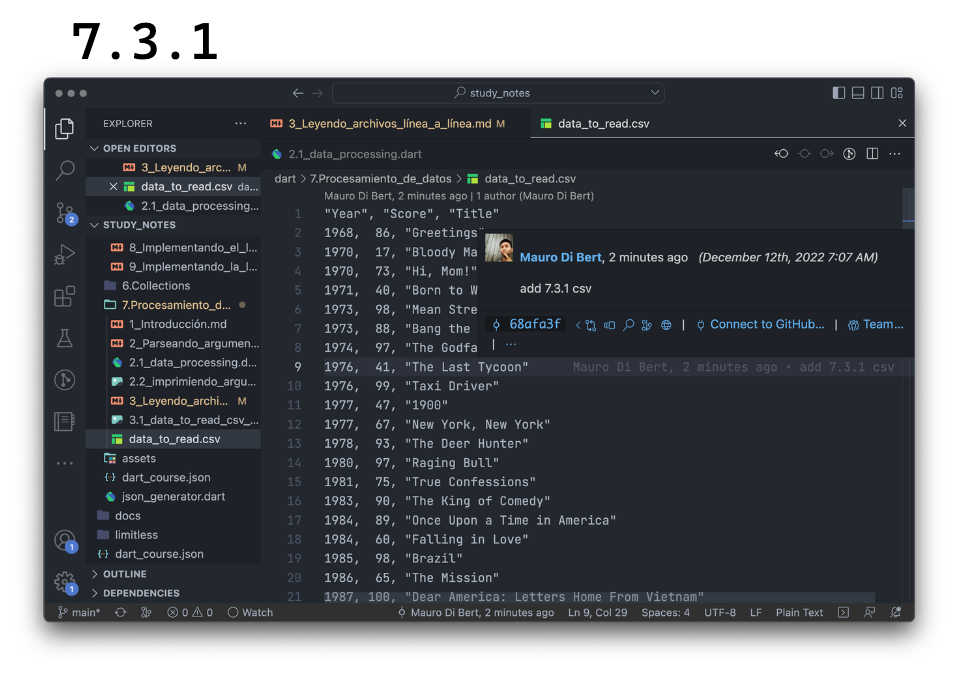 7.3.1
study_notes
EXPLORER
3_Leyendo_archivos_línea_a_línea.md M
data_to_read.csv
OPEN EDITORS
3_Leyendo_arc... M
data_to_read.csv da...
2.1_data_processing...
STUDY_NOTES
8_Implementando_el_l...
9_Implementando_la_l...
6.Collections
7.Procesamiento_d...
1_Introducción.md
2_Parseando_argumen...
2.1_data_processing.d...
2.2_imprimiendo_argu...
3_Leyendo_archi... M
3.1_data_to_read_csv_...
data_to_read.csv
assets
dart_course.json
json_generator.dart
docs
limitless
dart_course.json
OUTLINE
DEPENDENCIES
2
1
1
2.1_data_processing.dart
dart > 7.Procesamiento_de_datos > data_to_read.csv
Mauro Di Bert, 2 minutes ago | 1 author (Mauro Di Bert)
1 "Year", "Score", "Title"
2 1968, 86, "Greetings"
3 1970, 17, "Bloody Ma
4 1970, 73, "Hi, Mom!"
5 1971, 40, "Born to W
6 1973, 98, "Mean Stre
7 1973, 88, "Bang the
8 1974, 97, "The Godfa
9 1976, 41, "The Last Tycoon" Mauro Di Bert, 2 minutes ago • add 7.3.1 csv
10 1976, 99, "Taxi Driver"
11 1977, 47, "1900"
12 1977, 67, "New York, New York"
13 1978, 93, "The Deer Hunter"
14 1980, 97, "Raging Bull"
15 1981, 75, "True Confessions"
16 1983, 90, "The King of Comedy"
17 1984, 89, "Once Upon a Time in America"
18 1984, 60, "Falling in Love"
19 1985, 98, "Brazil"
20 1986, 65, "The Mission"
21 1987, 100, "Dear America: Letters Home From Vietnam"
Mauro Di Bert, 2 minutes ago (December 12th, 2022 7:07 AM)
add 7.3.1 csv
68afa3f | Connect to GitHub... | Team...
| ...
main* 0 0 Watch Mauro Di Bert, 2 minutes ago Ln 9, Col 29 Spaces: 4 UTF-8 LF Plain Text